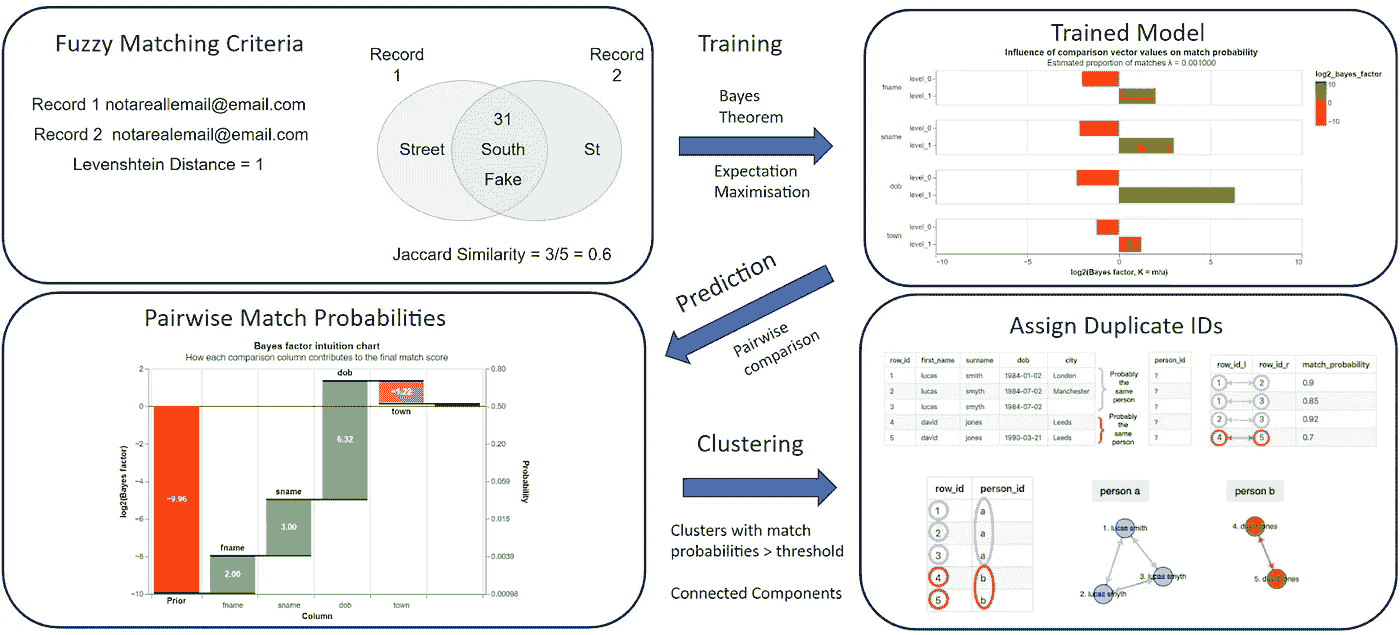 Fuzzy Matching Criteria
Record 1 notareallemail@email.com
Record 2 notarealemail@email.com
Levenshtein Distance = 1
Record
1
Record
2
Street
31
South
Fake
St
Jaccard Similarity = 3/5 = 0.6
Training
Bayes
Theorem
Expectation
Maximisation
Trained Model
Influence of comparison vector values on match probability
Estimated proportion of matches λ = 0.001000
fname
level_0
level_1
sname
level_0
level_1
dob
level_0
level_1
town
level_0
level_1
−10
−5
0
5
10
log2(Bayes factor, K = m/u)
log2_bayes_factor
10
0
−10
Prediction
Pairwise
comparison
Pairwise Match Probabilities
Bayes factor intuition chart
How each comparison column contributes to the final match score
log2(Bayes factor)
2
0
−2
−4
−6
−8
−10
−9.96
Prior
fname
2.00
sname
3.00
dob
6.32
town
fname
sname
dob
town
Column
0.80
0.50
0.20
0.059
0.015
0.0039
0.00098
Probability
Clustering
Clusters with match
probabilities > threshold
Connected Components
Assign Duplicate IDs
row_id first_name surname dob city
1 lucas smith 1984-01-02 London
2 lucas smyth 1984-07-02 Manchester
3 lucas smyth 1984-07-02
4 david jones Leeds
5 david jones 1990-03-21 Leeds
Probably
the
same
person
Probably
the
same
person
person_id
?
?
?
?
?
row_id_l row_id_r match_probability
1 2 0.9
1 3 0.85
2 3 0.92
4 5 0.7
row_id person_id
1 a
2 a
3 a
4 b
5 b
person a
1. lucas smith
2. lucas smyth
3. lucas smyth
person b
4. david jones
5. david jones